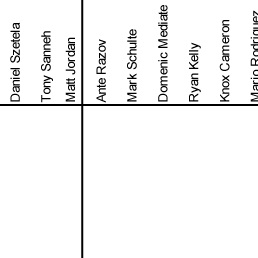 Daniel Szetela
Tony Sanneh
Matt Jordan
Ante Razov
Mark Schulte
Domenic Mediate
Ryan Kelly
Knox Cameron
Mario Rodriguez